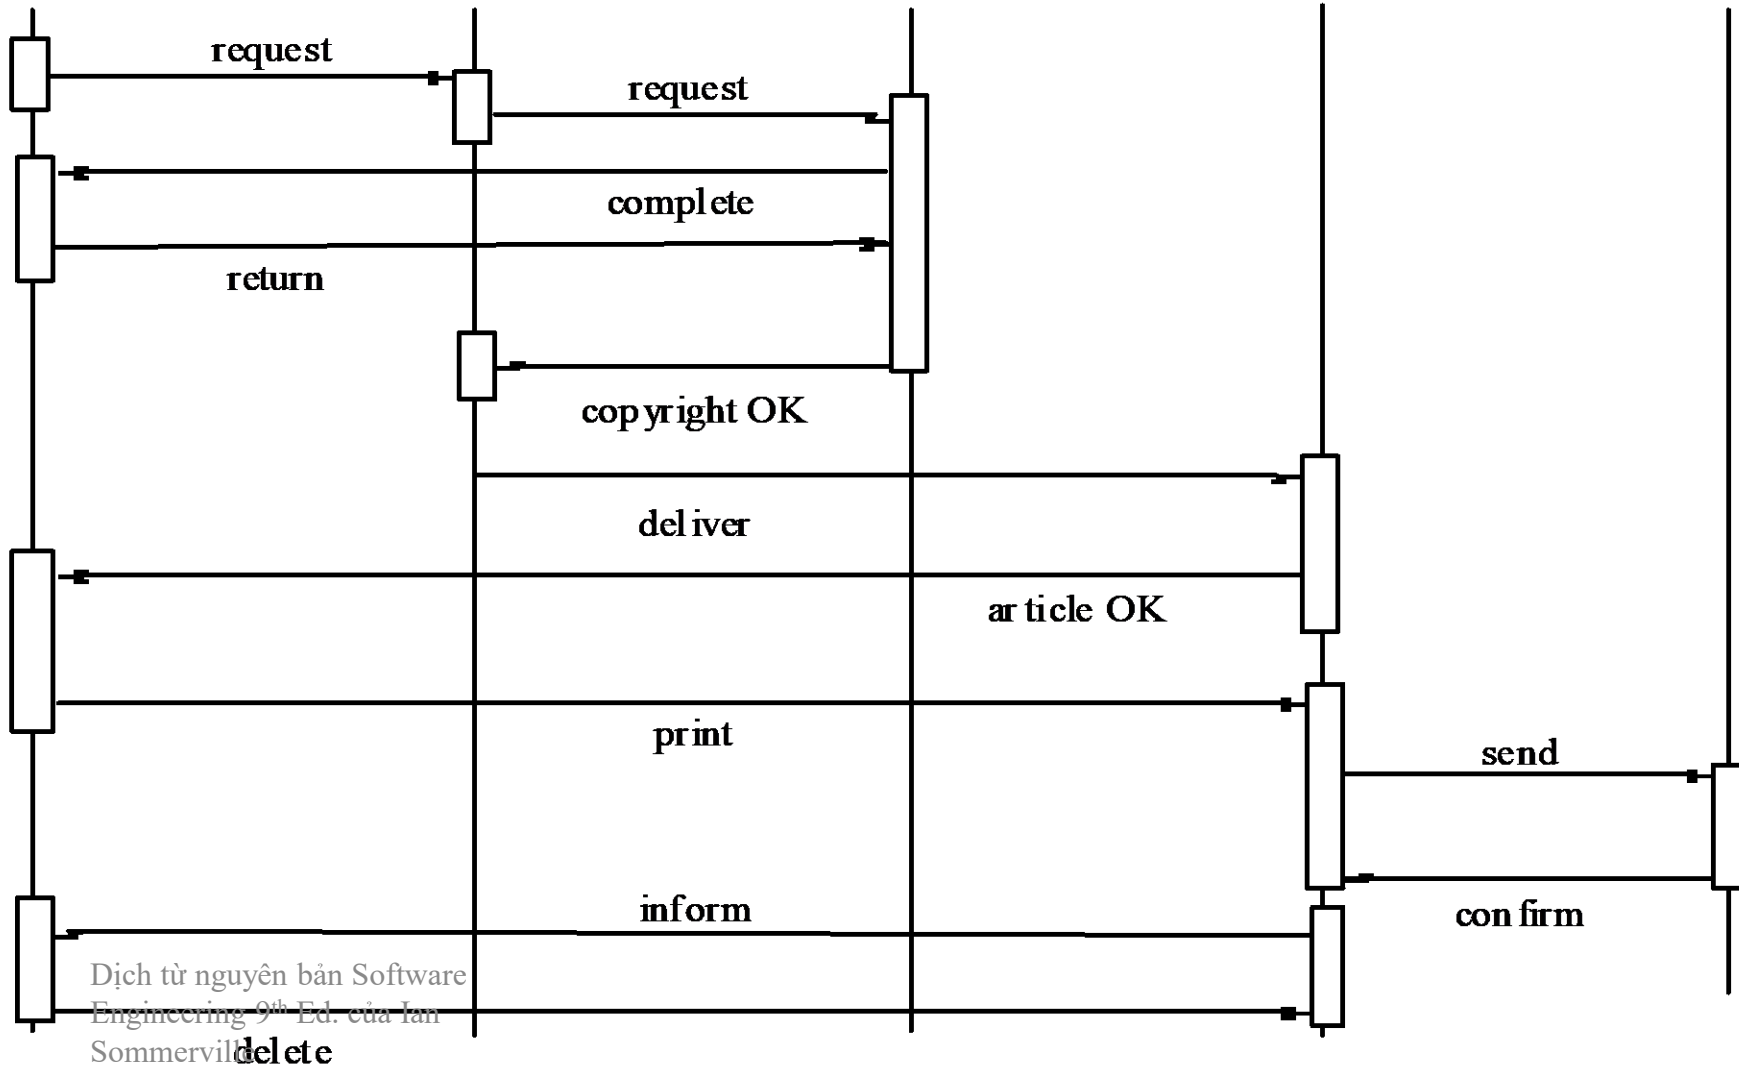 request
request
complete
return
copyright OK
deliver
article OK
print
send
inform
confirm
Dịch từ nguyên bản Software
Engineering 9th Ed. của Ian
Sommerville
delete